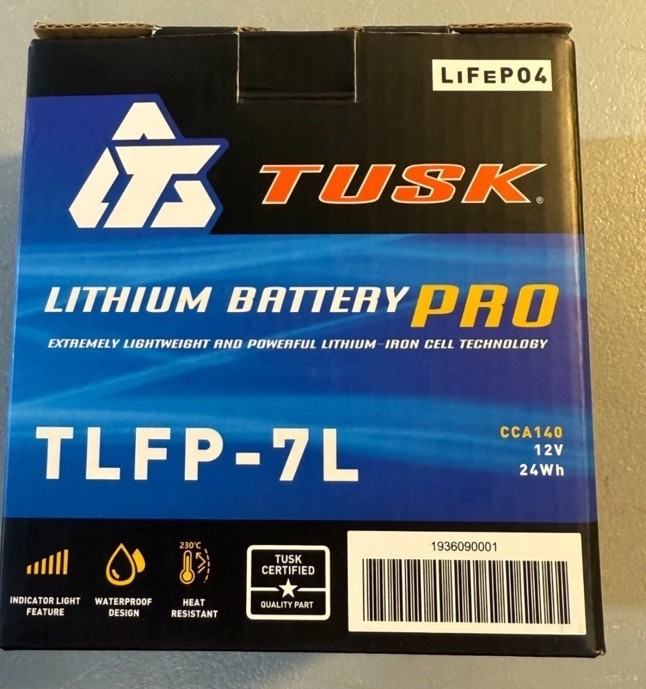 LiFePO4
TUSK®
LITHIUM BATTERY PRO
EXTREMELY LIGHTWEIGHT AND POWERFUL LITHIUM-IRON CELL TECHNOLOGY
TLFP-7L
CCA140
12V
24Wh
INDICATOR LIGHT
FEATURE
WATERPROOF
DESIGN
230°C
HEAT
RESISTANT
TUSK
CERTIFIED
QUALITY PART
1936090001